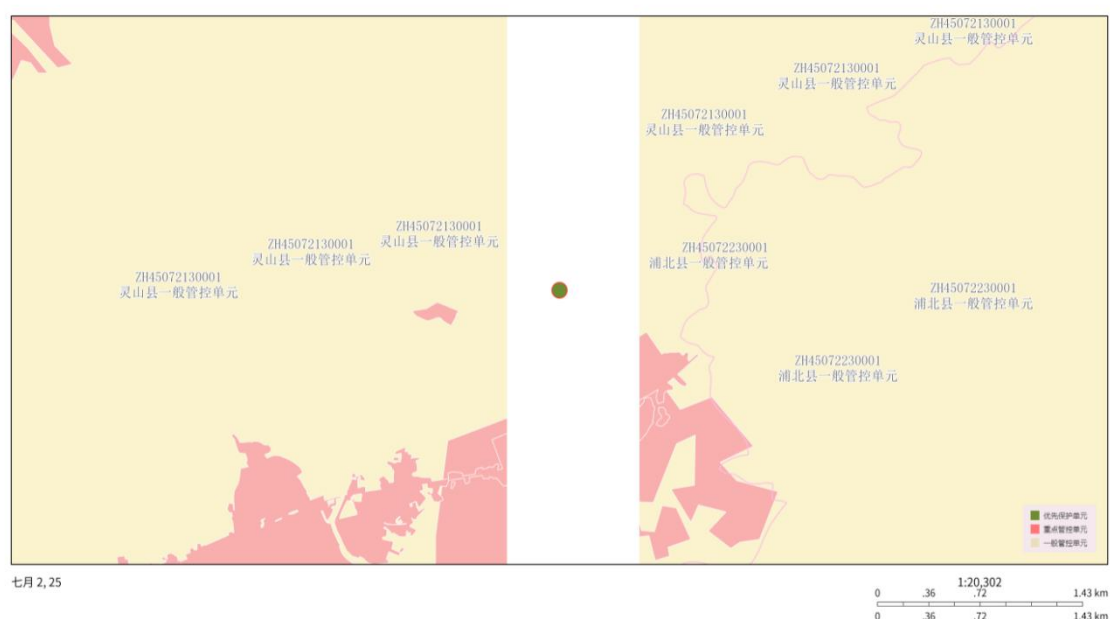 ZH45072130001
灵山县一般管控单元
ZH45072130001
灵山县一般管控单元
ZH45072130001
灵山县一般管控单元
ZH45072130001
灵山县一般管控单元
ZH45072130001
灵山县一般管控单元
ZH45072130001
灵山县一般管控单元
ZH45072230001
浦北县一般管控单元
ZH45072230001
浦北县一般管控单元
ZH45072230001
浦北县一般管控单元
优先保护单元
重点管控单元
一般管控单元
七月 2, 25
1:20,302
0 .36 .72 1.43 km
0 .36 .72 1.43 km